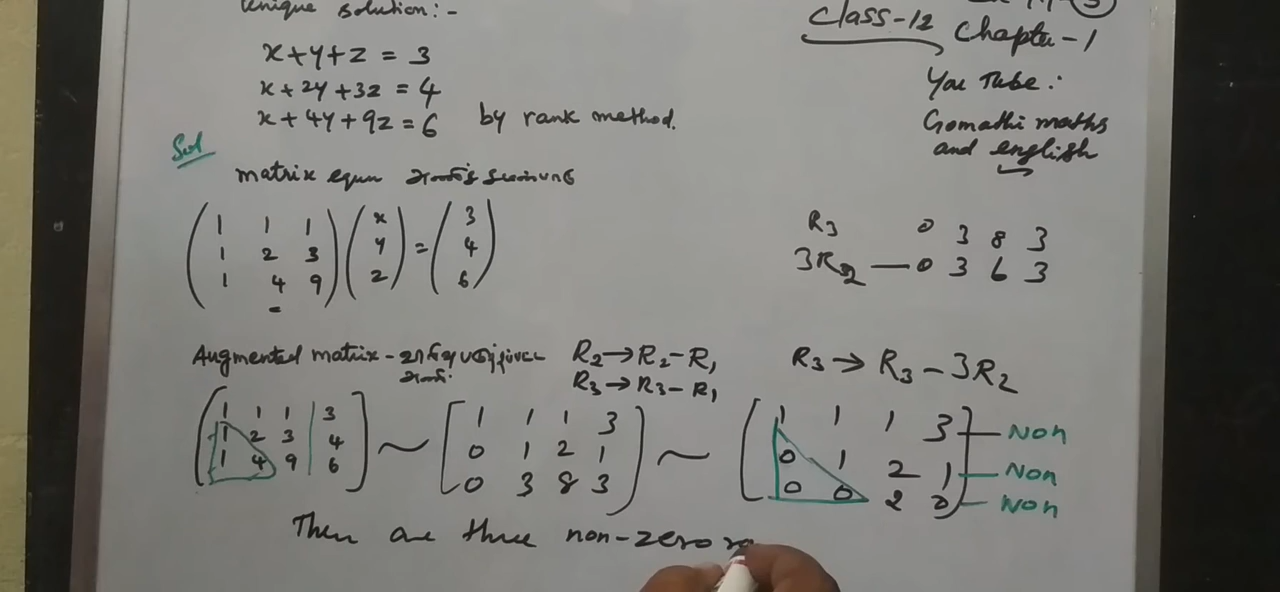 Unique solution:-
x+y+z = 3
x+2y+3z = 4
x+4y+9z=6 by rank method.
Class-12
Chapter-1
You Tube:
Gomathi maths
and english
Sol
matrix equn
( 1 1 1 ) ( x ) = ( 3 )
1 2 3 y 4
1 4 9 z 6
R3 0 3 8 3
3R2 — 0 3 6 3
Augmented matrix-
R2→R2-R1
R3→R3-R1
R3→R3-3R2
( 1 1 1 | 3 ) ~ [ 1 1 1 3 ] ~ ( 1 1 1 3 ) — Non
1 2 3 | 4 0 1 2 1 0 1 2 1 — Non
1 4 9 | 6 0 3 8 3 0 0 2 0 — Non
Then are three non-zero